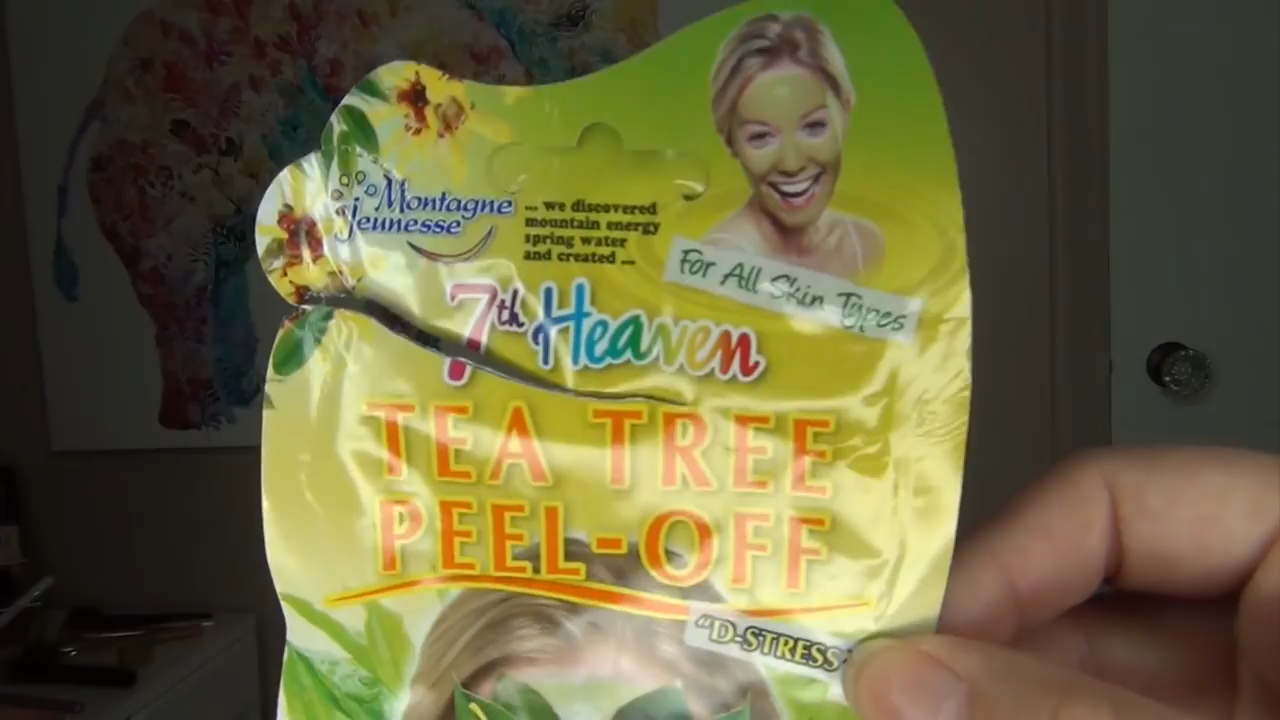 Montagne
Jeunesse
... we discovered
mountain energy
spring water
and created ...
For All Skin Types
7th Heaven
TEA TREE
PEEL-OFF
"D-STRESS